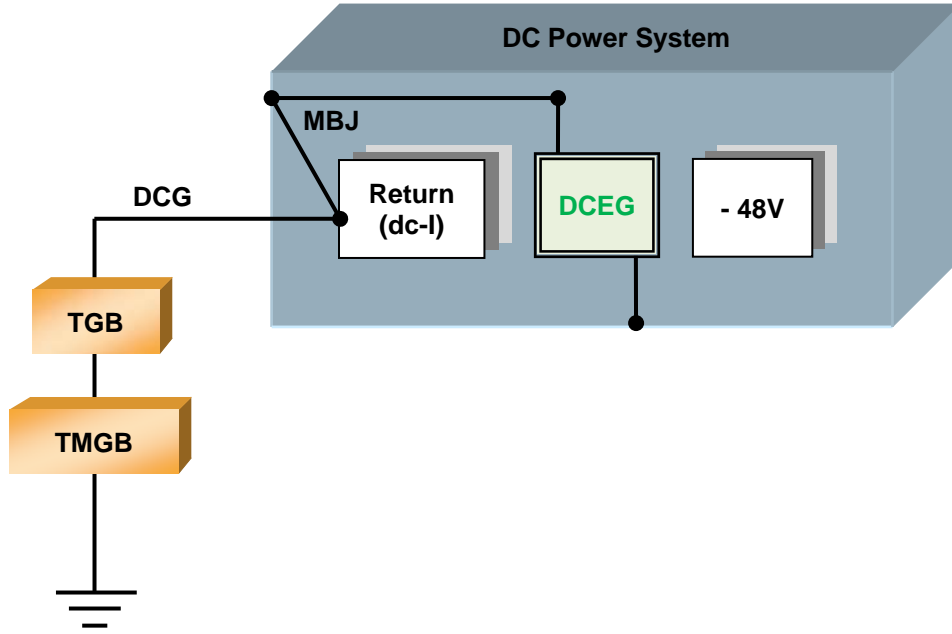 DC Power System
MBJ
DCG
Return
(dc-I)
DCEG
- 48V
TGB
TMGB